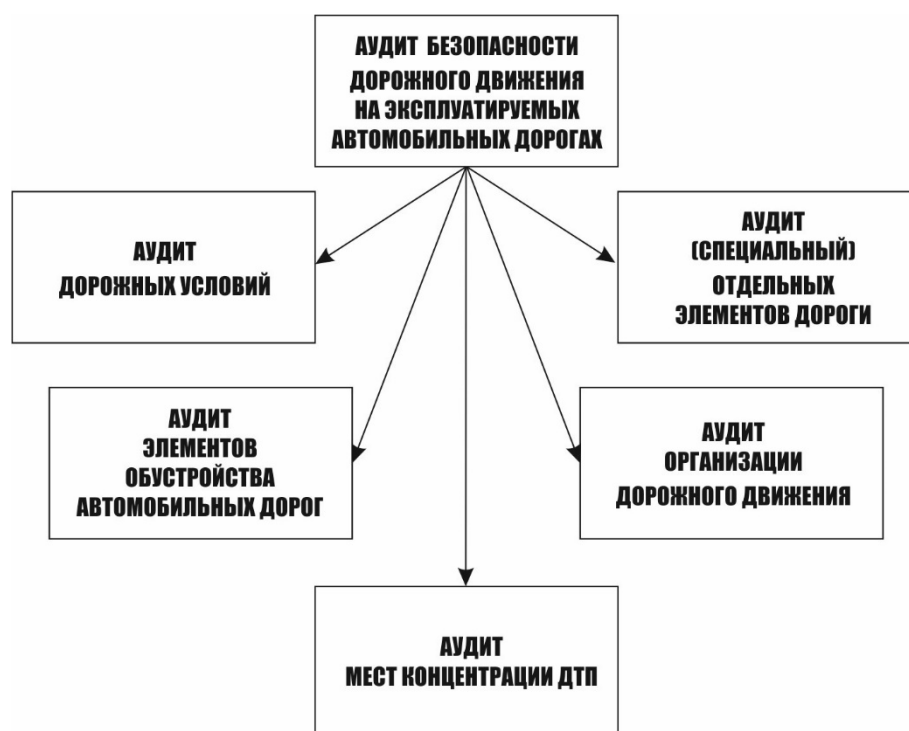 АУДИТ БЕЗОПАСНОСТИ
ДОРОЖНОГО ДВИЖЕНИЯ
НА ЭКСПЛУАТИРУЕМЫХ
АВТОМОБИЛЬНЫХ ДОРОГАХ
АУДИТ
ДОРОЖНЫХ УСЛОВИЙ
АУДИТ
(СПЕЦИАЛЬНЫЙ)
ОТДЕЛЬНЫХ
ЭЛЕМЕНТОВ ДОРОГИ
АУДИТ
ЭЛЕМЕНТОВ
ОБУСТРОЙСТВА
АВТОМОБИЛЬНЫХ ДОРОГ
АУДИТ
ОРГАНИЗАЦИИ
ДОРОЖНОГО ДВИЖЕНИЯ
АУДИТ
МЕСТ КОНЦЕНТРАЦИИ ДТП